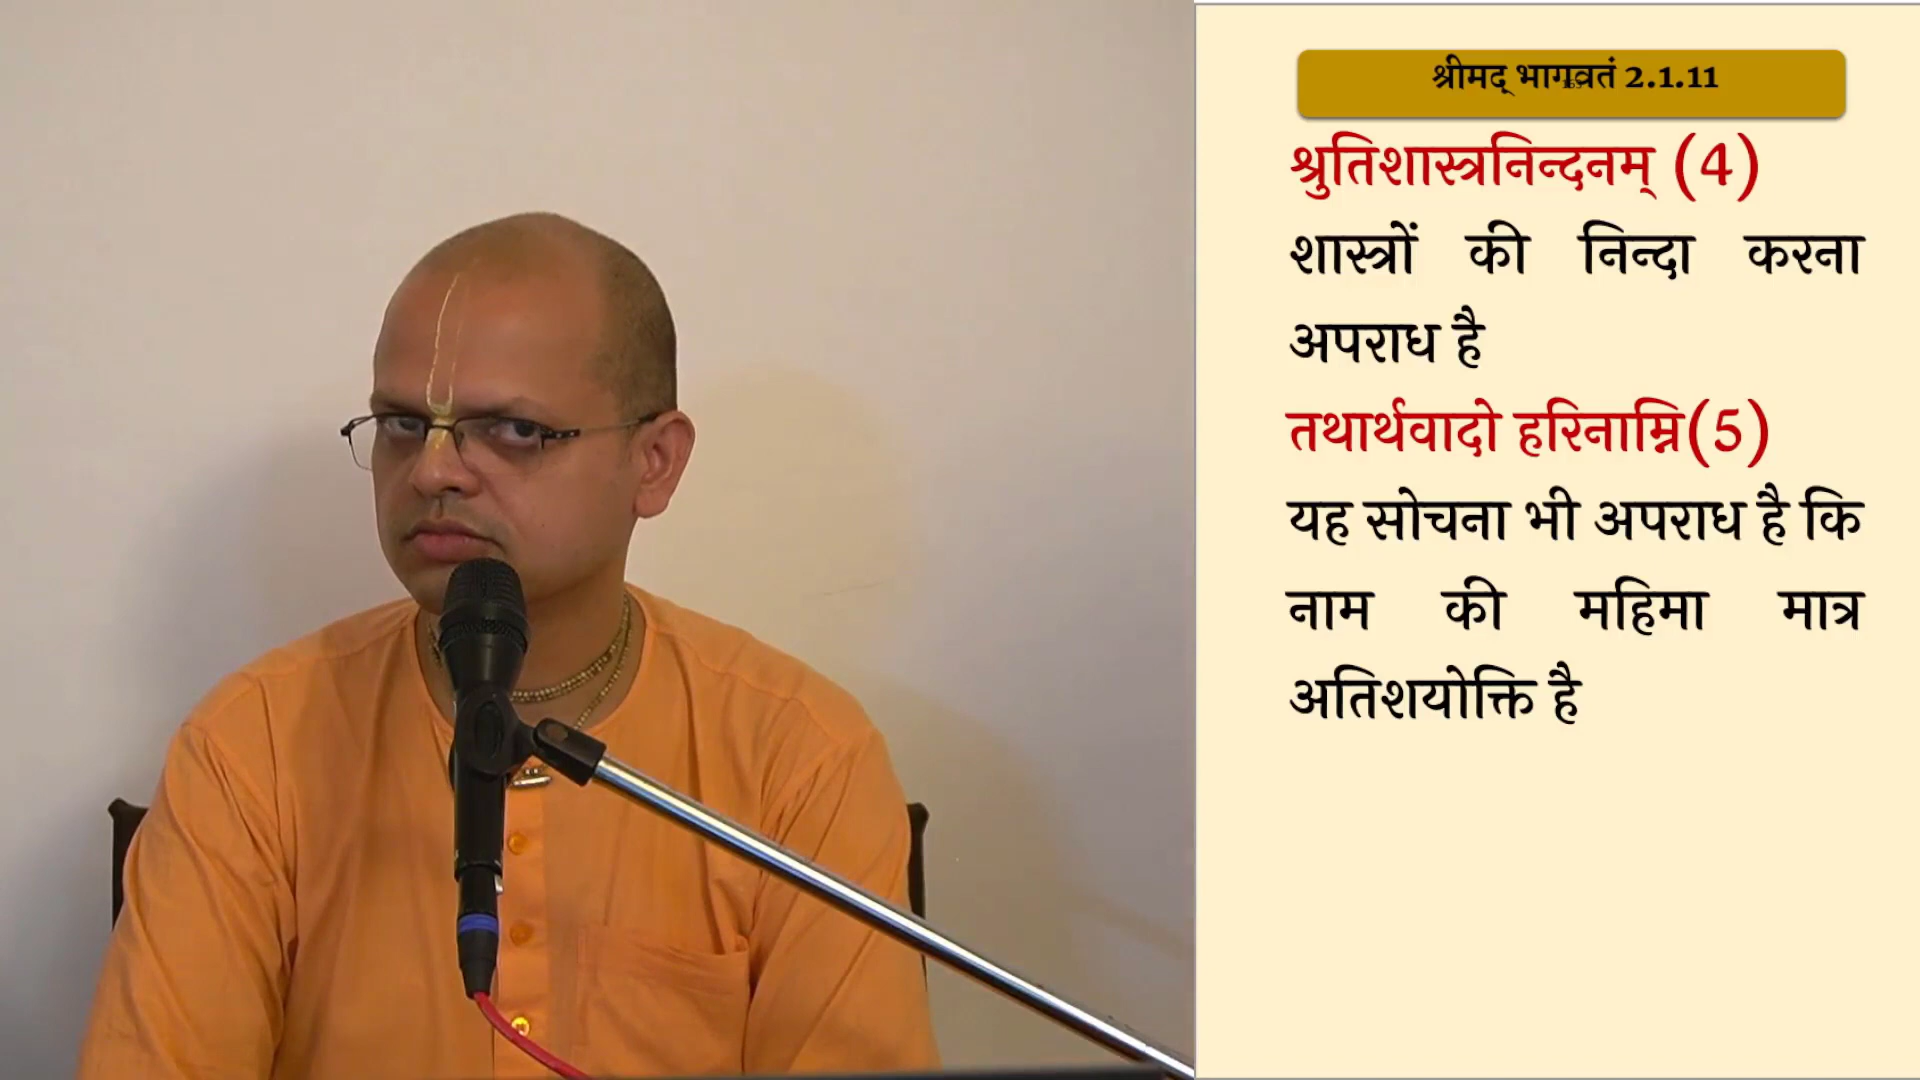 श्रीमद् भागवतं 2.1.11
श्रुतिशास्त्रनिन्दनम् (4)
शास्त्रों की निन्दा करना
अपराध है
तथार्थवादो हरिनाम्नि(5)
यह सोचना भी अपराध है कि
नाम की महिमा मात्र
अतिशयोक्ति है